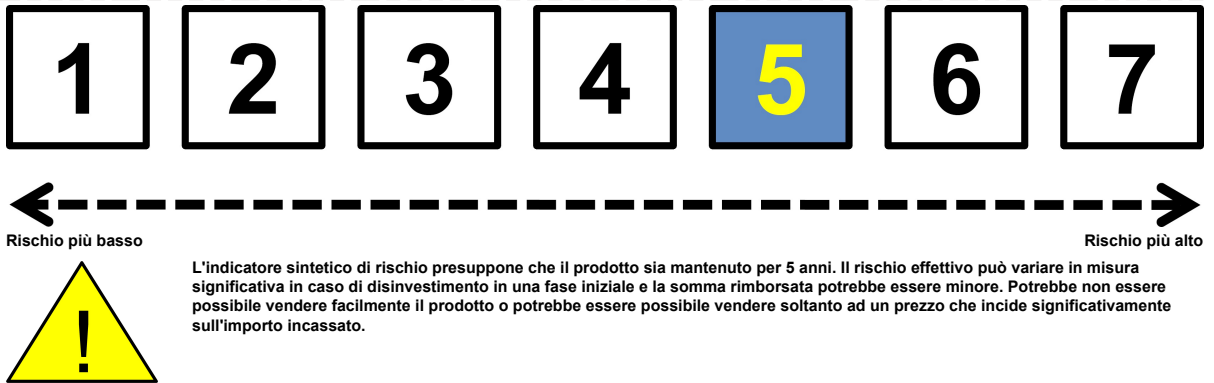 1 2 3 4 5 6 7
Rischio più basso Rischio più alto
L'indicatore sintetico di rischio presuppone che il prodotto sia mantenuto per 5 anni. Il rischio effettivo può variare in misura
significativa in caso di disinvestimento in una fase iniziale e la somma rimborsata potrebbe essere minore. Potrebbe non essere
possibile vendere facilmente il prodotto o potrebbe essere possibile vendere soltanto ad un prezzo che incide significativamente
sull'importo incassato.
!